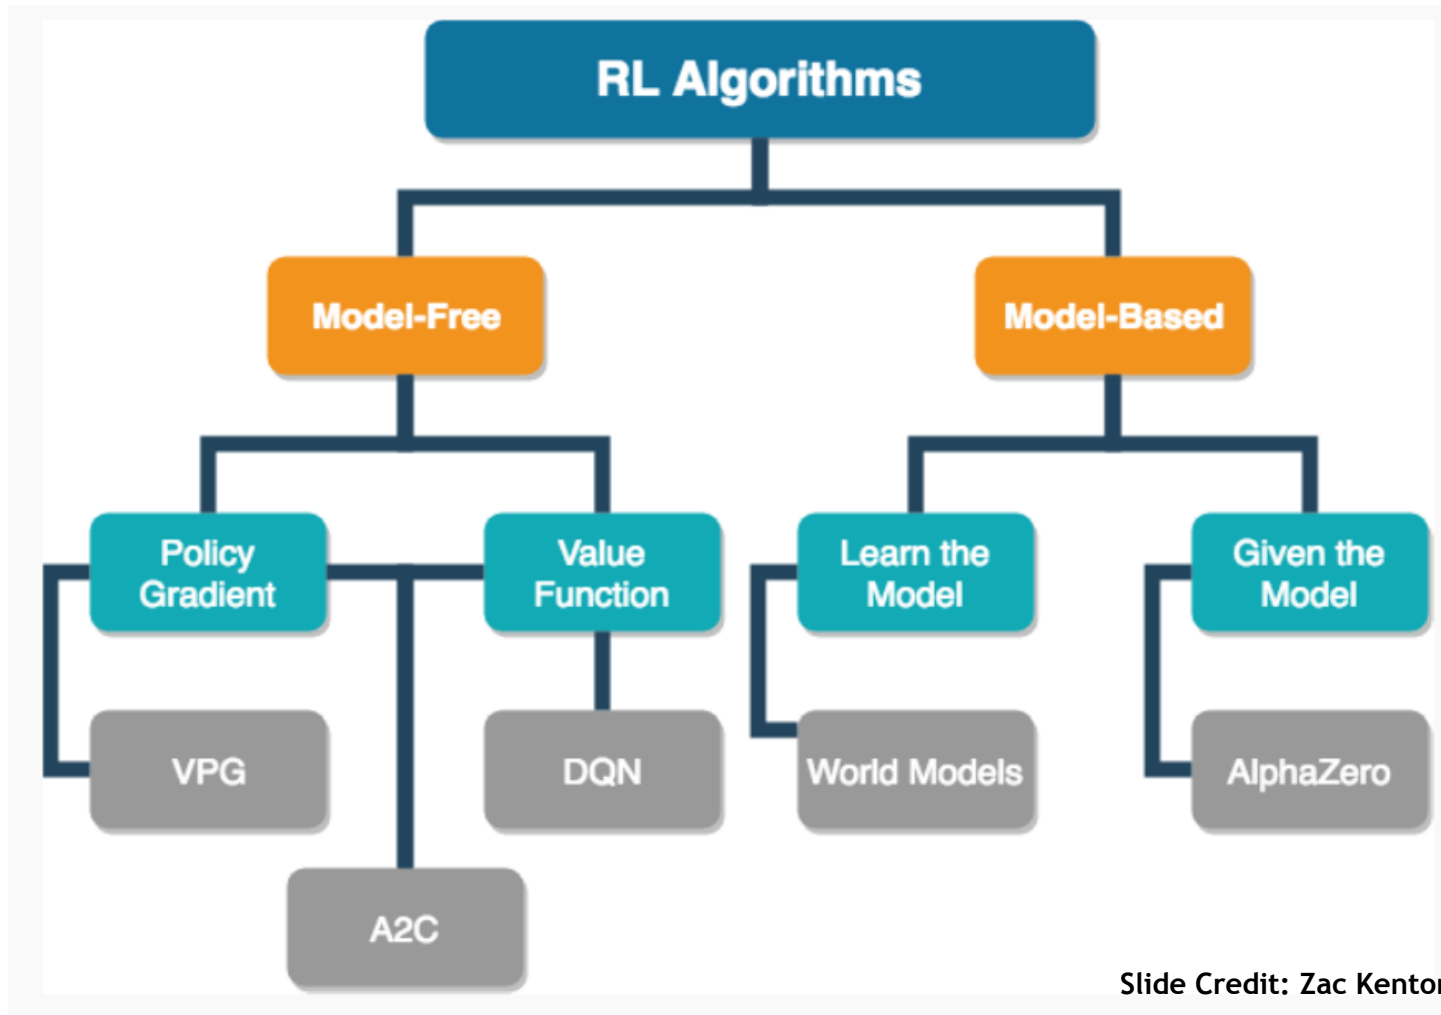 RL Algorithms
Model-Free
Model-Based
Policy
Gradient
Value
Function
Learn the
Model
Given the
Model
VPG
DQN
World Models
AlphaZero
A2C
Slide Credit: Zac